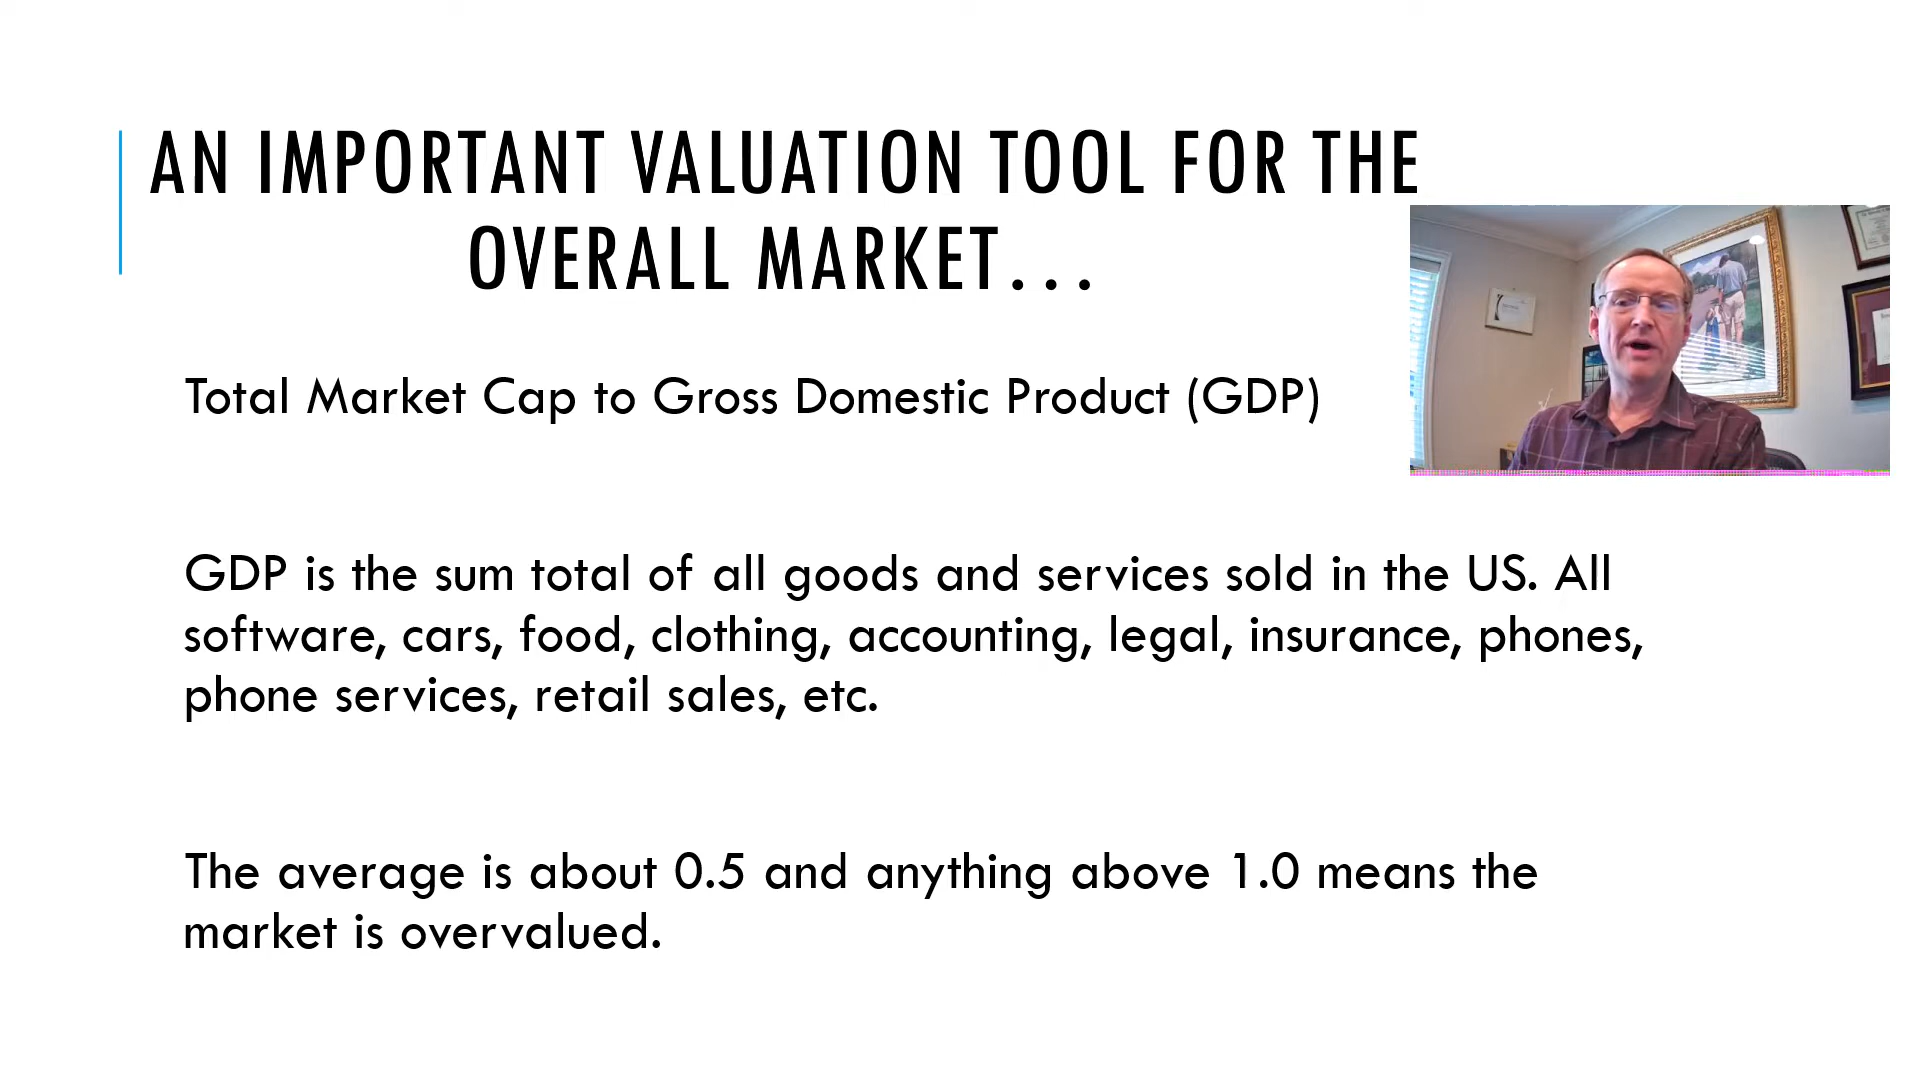 AN IMPORTANT VALUATION TOOL FOR THE
OVERALL MARKET...
Total Market Cap to Gross Domestic Product (GDP)
GDP is the sum total of all goods and services sold in the US. All
software, cars, food, clothing, accounting, legal, insurance, phones,
phone services, retail sales, etc.
The average is about 0.5 and anything above 1.0 means the
market is overvalued.